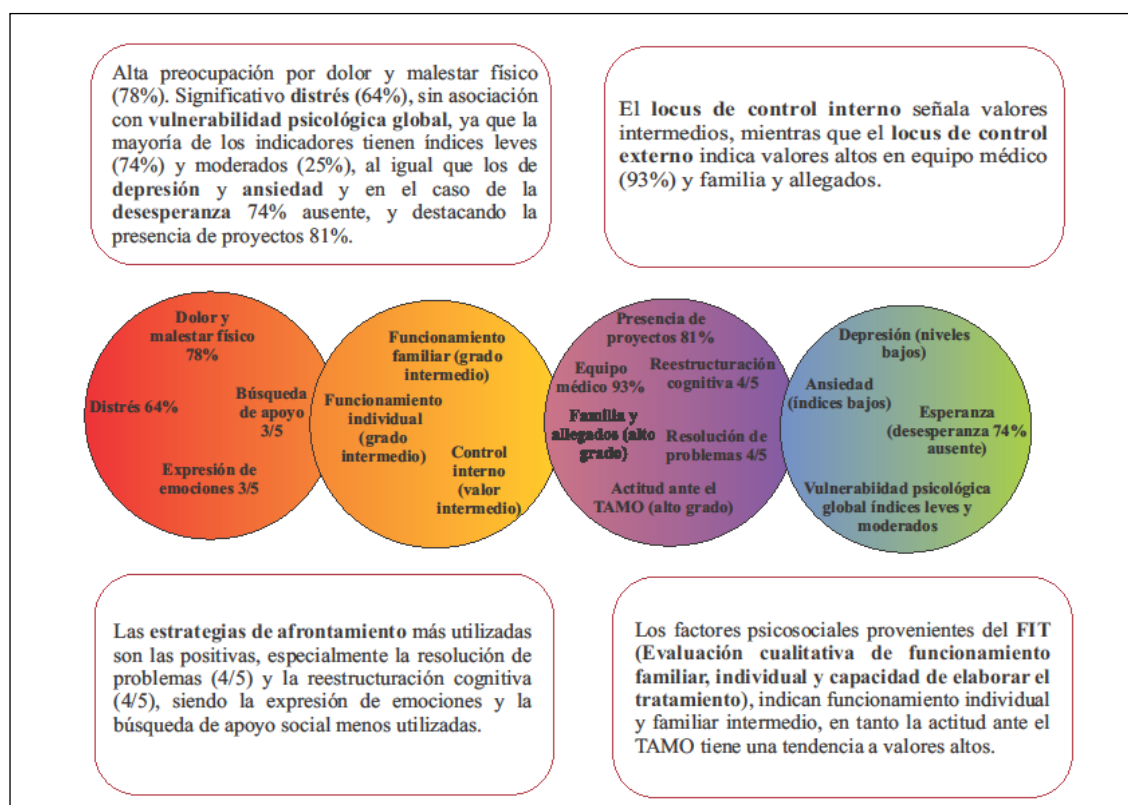 Alta preocupación por dolor y malestar físico
(78%). Significativo distrés (64%), sin asociación
con vulnerabilidad psicológica global, ya que la
mayoría de los indicadores tienen índices leves
(74%) y moderados (25%), al igual que los de
depresión y ansiedad y en el caso de la
desesperanza 74% ausente, y destacando la
presencia de proyectos 81%.
El locus de control interno señala valores
intermedios, mientras que el locus de control
externo indica valores altos en equipo médico
(93%) y familia y allegados.
Dolor y
malestar físico
78%
Distrés 64%
Búsqueda
de apoyo
3/5
Expresión de
emociones 3/5
Funcionamiento
familiar (grado
intermedio)
Funcionamiento
individual
(grado
intermedio)
Control
interno
(valor
intermedio)
Presencia de
proyectos 81%
Equipo
médico 93%
Reestructuración
cognitiva 4/5
Familia y
allegados (alto
grado)
Resolución de
problemas 4/5
Actitud ante el
TAMO (alto grado)
Depresión (niveles
bajos)
Ansiedad
(índices bajos)
Esperanza
(desesperanza 74%
ausente)
Vulnerabiidad psicológica
global índices leves y
moderados
Las estrategias de afrontamiento más utilizadas
son las positivas, especialmente la resolución de
problemas (4/5) y la reestructuración cognitiva
(4/5), siendo la expresión de emociones y la
búsqueda de apoyo social menos utilizadas.
Los factores psicosociales provenientes del FIT
(Evaluación cualitativa de funcionamiento
familiar, individual y capacidad de elaborar el
tratamiento), indican funcionamiento individual
y familiar intermedio, en tanto la actitud ante el
TAMO tiene una tendencia a valores altos.